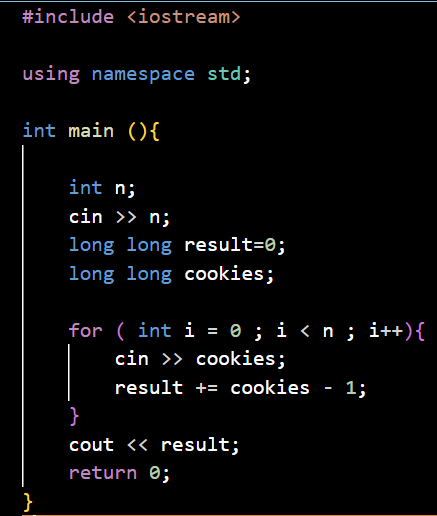 #include <iostream>
using namespace std;
int main (){
int n;
cin >> n;
long long result=0;
long long cookies;
for ( int i = 0 ; i < n ; i++){
cin >> cookies;
result += cookies - 1;
}
cout << result;
return 0;
}